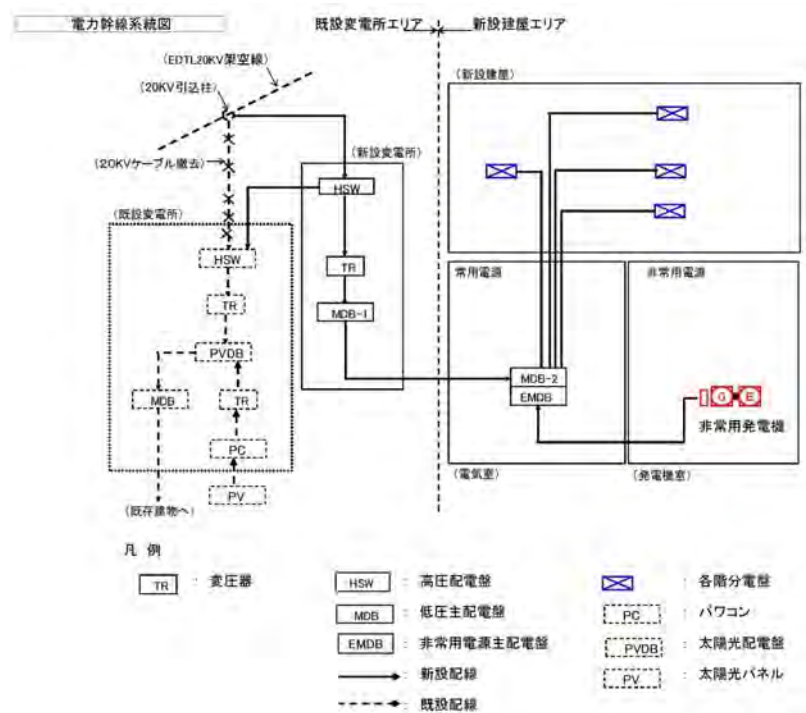 電力幹線系統図
既設変電所エリア
新設建屋エリア
(EDTL20KV架空線)
(20KV引込柱)
(新設建屋)
(新設変電所)
(20KVケーブル撤去)
HSW
(既設変電所)
HSW
常用電源
非常用電源
TR
TR
MDB-1
PVDB
MDB-2
EMDB
MDB
TR
G
E
非常用発電機
PC
PV
(電気室)
(発電機室)
(既存建物へ)
凡 例
TR : 変圧器
HSW : 高圧配電盤
: 各階分電盤
MDB : 低圧主配電盤
PC : パワコン
EMDB : 非常用電源主配電盤
PVDB : 太陽光配電盤
: 新設配線
PV : 太陽光パネル
: 既設配線